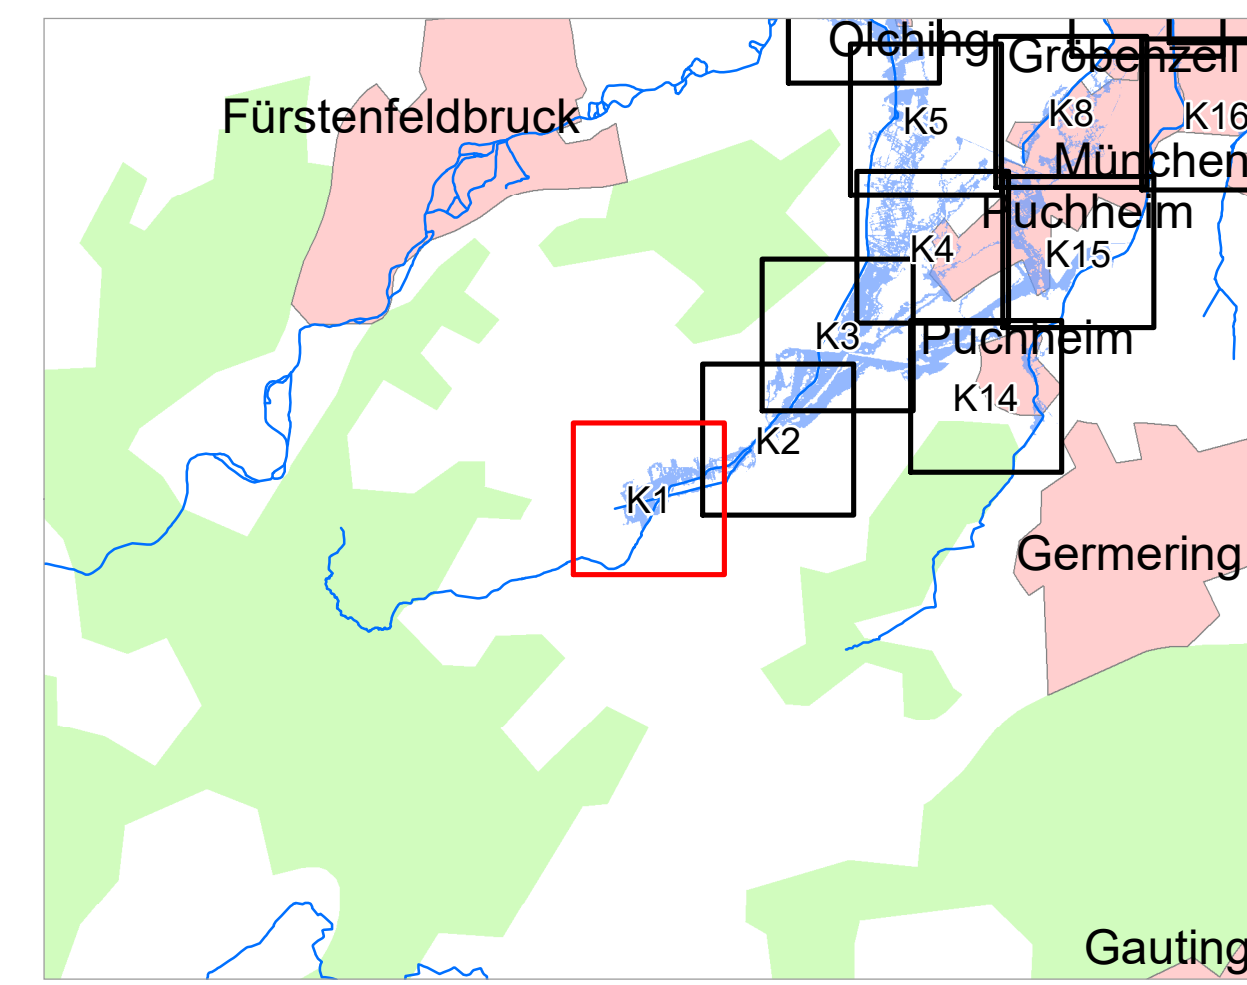 Olching
Gröbenzell
Fürstenfeldbruck
K5
K8
K16
München
Puchheim
K4
K15
K3
Puchheim
K14
K2
K1
Germering
Gauting